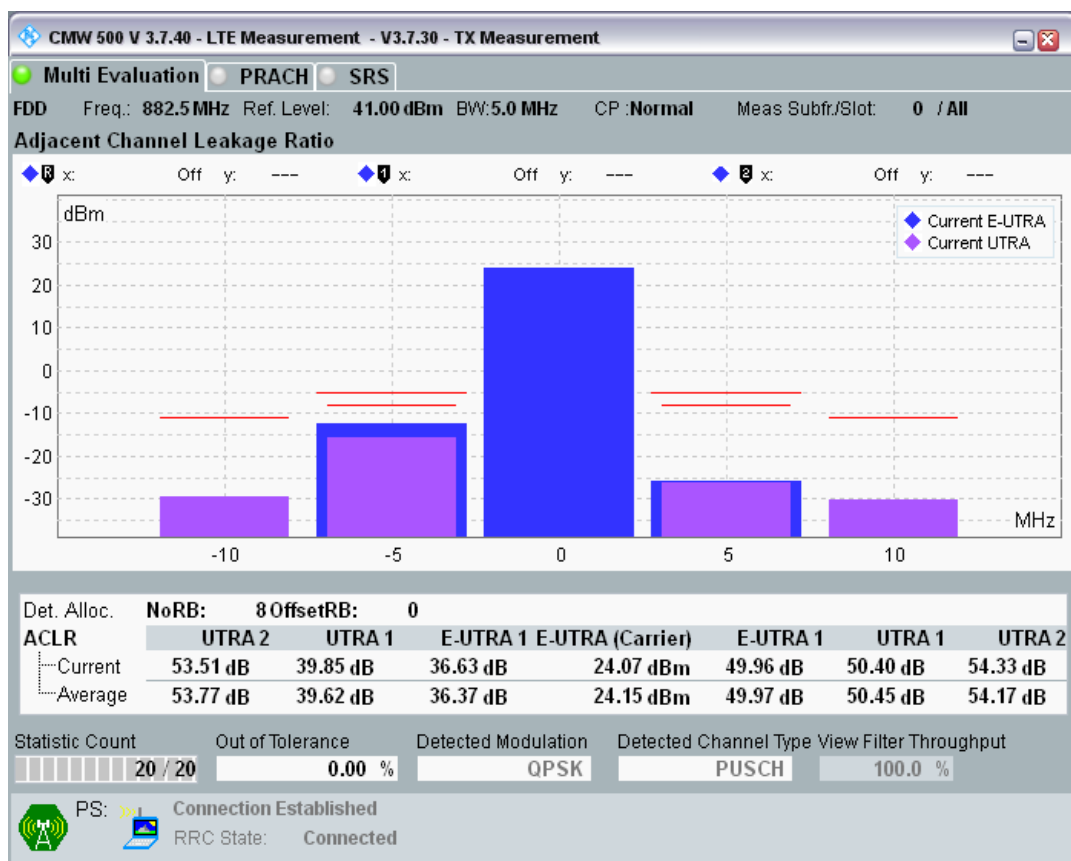 CMW 500 V 3.7.40 - LTE Measurement - V3.7.30 - TX Measurement
Multi Evaluation PRACH SRS
FDD Freq.: 882.5 MHz Ref. Level: 41.00 dBm BW:5.0 MHz CP :Normal Meas Subfr./Slot: 0 / All
Adjacent Channel Leakage Ratio
R x: Off y: --- 1 x: Off y: --- 2 x: Off y: ---
dBm
Current E-UTRA
Current UTRA
30
20
10
0
-10
-20
-30
MHz
-10 -5 0 5 10
Det. Alloc. NoRB: 8 OffsetRB: 0
ACLR UTRA 2 UTRA 1 E-UTRA 1 E-UTRA (Carrier) E-UTRA 1 UTRA 1 UTRA 2
Current 53.51 dB 39.85 dB 36.63 dB 24.07 dBm 49.96 dB 50.40 dB 54.33 dB
Average 53.77 dB 39.62 dB 36.37 dB 24.15 dBm 49.97 dB 50.45 dB 54.17 dB
Statistic Count Out of Tolerance Detected Modulation Detected Channel Type View Filter Throughput
20 / 20 0.00 % QPSK PUSCH 100.0 %
PS: Connection Established
RRC State: Connected